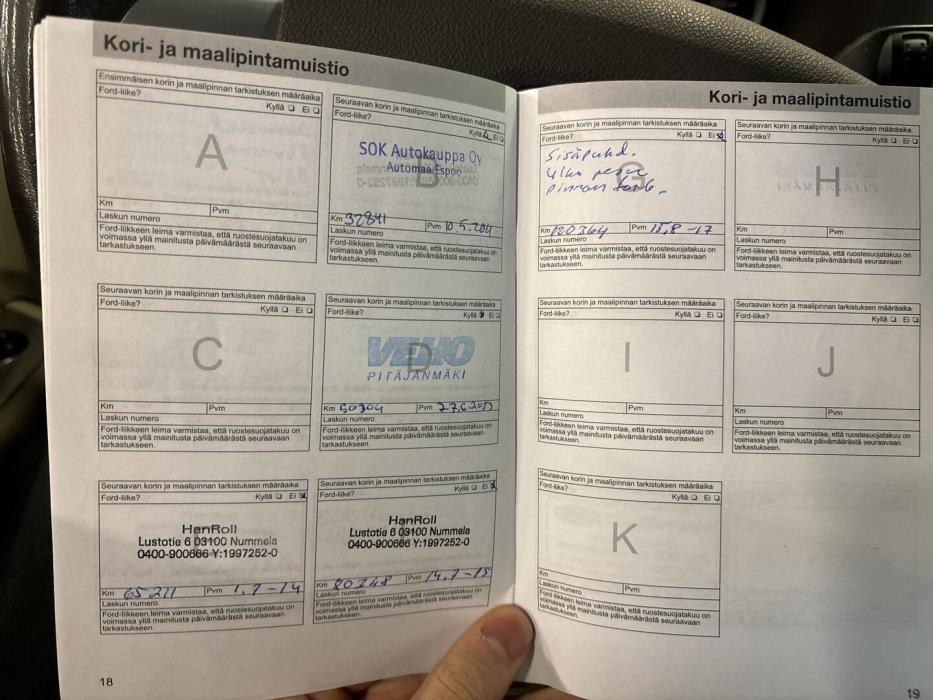 Kori- ja maalipintamuistio
Ensimmäisen korin ja maalipinnan tarkistuksen määräaika
Ford-liike?
Kyllä ❏ Ei ❏
A
Km
Pvm
Laskun numero
Ford-liikkeen leima varmistaa, että ruostesuojatakuu on
voimassa yllä mainitusta päivämäärästä seuraavaan
tarkastukseen.
Seuraavan korin ja maalipinnan tarkistuksen määräaika
Ford-liike?
Kyllä ❏ Ei ❏
B
SOK Autokauppa Oy
Automaa Espoo
Km 32841
Pvm 10.5.201
Laskun numero
Ford-liikkeen leima varmistaa, että ruostesuojatakuu on
voimassa yllä mainitusta päivämäärästä seuraavaan
tarkastukseen.
Seuraavan korin ja maalipinnan tarkistuksen määräaika
Ford-liike?
Kyllä ❏ Ei ❏
C
Km
Pvm
Laskun numero
Ford-liikkeen leima varmistaa, että ruostesuojatakuu on
voimassa yllä mainitusta päivämäärästä seuraavaan
tarkastukseen.
Seuraavan korin ja maalipinnan tarkistuksen määräaika
Ford-liike?
Kyllä ❏ Ei ❏
D
VEHO
PITÄJÄNMÄKI
Km 50304
Pvm 27.6.2013
Laskun numero
Ford-liikkeen leima varmistaa, että ruostesuojatakuu on
voimassa yllä mainitusta päivämäärästä seuraavaan
tarkastukseen.
Seuraavan korin ja maalipinnan tarkistuksen määräaika
Ford-liike?
Kyllä ❏ Ei ❏
HanRoll
Lustotie 6 03100 Nummela
0400-900666 Y:1997252-0
Km 65211
Pvm 1.7-14
Laskun numero
Ford-liikkeen leima varmistaa, että ruostesuojatakuu on
voimassa yllä mainitusta päivämäärästä seuraavaan
tarkastukseen.
Seuraavan korin ja maalipinnan tarkistuksen määräaika
Ford-liike?
Kyllä ❏ Ei ❏
HanRoll
Lustotie 6 03100 Nummela
0400-900666 Y:1997252-0
Km 80248
Pvm 14.7-15
Laskun numero
Ford-liikkeen leima varmistaa, että ruostesuojatakuu on
voimassa yllä mainitusta päivämäärästä seuraavaan
tarkastukseen.
18
Kori- ja maalipintamuistio
Seuraavan korin ja maalipinnan tarkistuksen määräaika
Ford-liike?
Kyllä ❏ Ei ❏
G
Sisäpuhd.
Ulko pesu
pinnan
Km 120364
Pvm 15,8-17
Laskun numero
Ford-liikkeen leima varmistaa, että ruostesuojatakuu on
voimassa yllä mainitusta päivämäärästä seuraavaan
tarkastukseen.
Seuraavan korin ja maalipinnan tarkistuksen määräaika
Ford-liike?
Kyllä ❏ Ei ❏
H
Km
Pvm
Laskun numero
Ford-liikkeen leima varmistaa, että ruostesuojatakuu on
voimassa yllä mainitusta päivämäärästä seuraavaan
tarkastukseen.
Seuraavan korin ja maalipinnan tarkistuksen määräaika
Ford-liike?
Kyllä ❏ Ei ❏
I
Km
Pvm
Laskun numero
Ford-liikkeen leima varmistaa, että ruostesuojatakuu on
voimassa yllä mainitusta päivämäärästä seuraavaan
tarkastukseen.
Seuraavan korin ja maalipinnan tarkistuksen määräaika
Ford-liike?
Kyllä ❏ Ei ❏
J
Km
Pvm
Laskun numero
Ford-liikkeen leima varmistaa, että ruostesuojatakuu on
voimassa yllä mainitusta päivämäärästä seuraavaan
tarkastukseen.
Seuraavan korin ja maalipinnan tarkistuksen määräaika
Ford-liike?
Kyllä ❏ Ei ❏
K
Km
Pvm
Laskun numero
Ford-liikkeen leima varmistaa, että ruostesuojatakuu on
voimassa yllä mainitusta päivämäärästä seuraavaan
tarkastukseen.
19